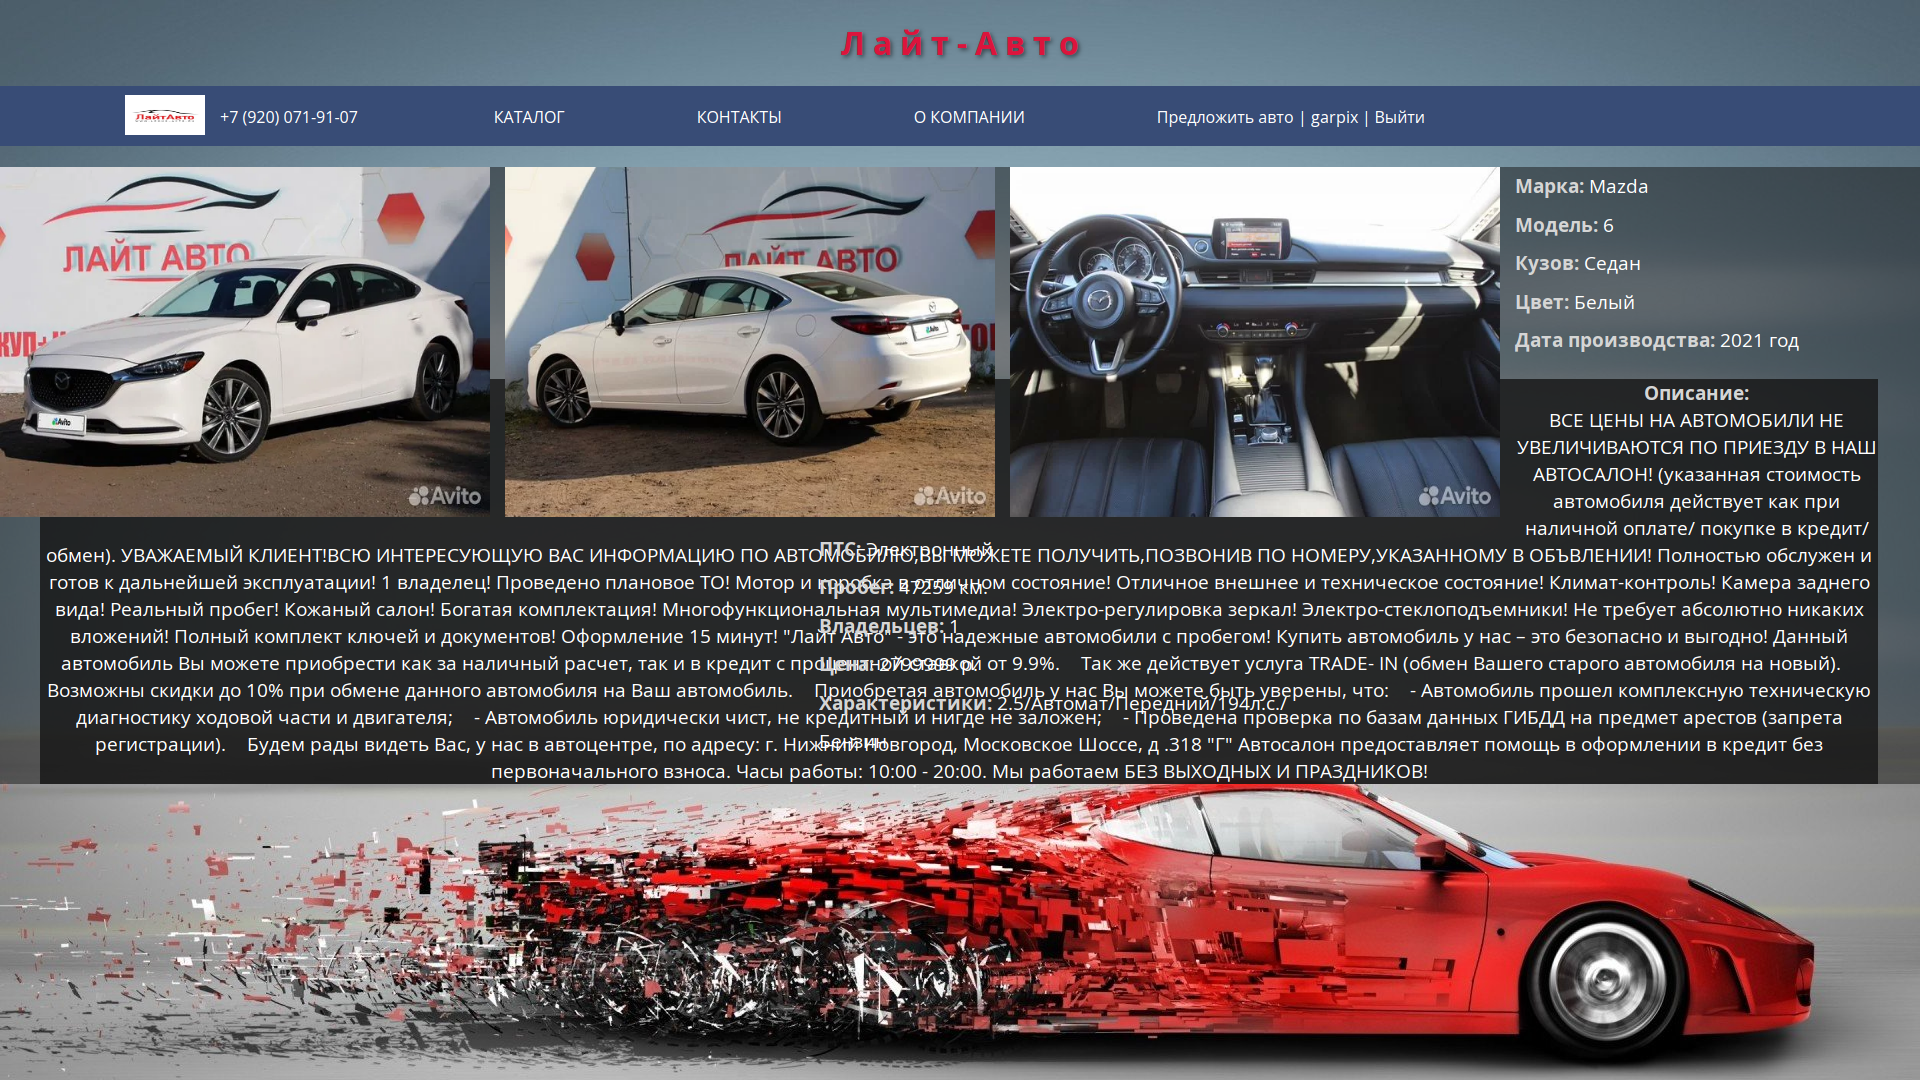 Лайт-Авто
ЛайтАвто
+7 (920) 071-91-07
КАТАЛОГ
КОНТАКТЫ
О КОМПАНИИ
Предложить авто | garpix | Выйти
ЛАЙТ АВТО
Avito
Avito
ЛАЙТ АВТО
Avito
Avito
Avito
Марка: Mazda
Модель: 6
Кузов: Седан
Цвет: Белый
Дата производства: 2021 год
Описание:
ВСЕ ЦЕНЫ НА АВТОМОБИЛИ НЕ
УВЕЛИЧИВАЮТСЯ ПО ПРИЕЗДУ В НАШ
АВТОСАЛОН! (указанная стоимость
автомобиля действует как при
наличной оплате/ покупке в кредит/
обмен). УВАЖАЕМЫЙ КЛИЕНТ!ВСЮ ИНТЕРЕСУЮЩУЮ ВАС ИНФОРМАЦИЮ ПО АВТОМОБИЛЮ,ВЫ МОЖЕТЕ ПОЛУЧИТЬ,ПОЗВОНИВ ПО НОМЕРУ,УКАЗАННОМУ В ОБЪВЛЕНИИ! Полностью обслужен и
готов к дальнейшей эксплуатации! 1 владелец! Проведено плановое ТО! Мотор и коробка в отличном состояние! Отличное внешнее и техническое состояние! Климат-контроль! Камера заднего
вида! Реальный пробег! Кожаный салон! Богатая комплектация! Многофункциональная мультимедиа! Электро-регулировка зеркал! Электро-стеклоподъемники! Не требует абсолютно никаких
вложений! Полный комплект ключей и документов! Оформление 15 минут! "Лайт Авто" - это надежные автомобили с пробегом! Купить автомобиль у нас – это безопасно и выгодно! Данный
автомобиль Вы можете приобрести как за наличный расчет, так и в кредит с процентной ставкой от 9.9%. Так же действует услуга TRADE- IN (обмен Вашего старого автомобиля на новый).
Возможны скидки до 10% при обмене данного автомобиля на Ваш автомобиль. Приобретая автомобиль у нас Вы можете быть уверены, что: - Автомобиль прошел комплексную техническую
диагностику ходовой части и двигателя; - Автомобиль юридически чист, не кредитный и нигде не заложен; - Проведена проверка по базам данных ГИБДД на предмет арестов (запрета
регистрации). Будем рады видеть Вас, у нас в автоцентре, по адресу: г. Нижний Новгород, Московское Шоссе, д .318 "Г" Автосалон предоставляет помощь в оформлении в кредит без
первоначального взноса. Часы работы: 10:00 - 20:00. Мы работаем БЕЗ ВЫХОДНЫХ И ПРАЗДНИКОВ!
ПТС: Электронный
Пробег: 47259 км.
Владельцев: 1
Цена: 2799999 р.
Характеристики: 2.5/Автомат/Передний/194л.с./
Бензин